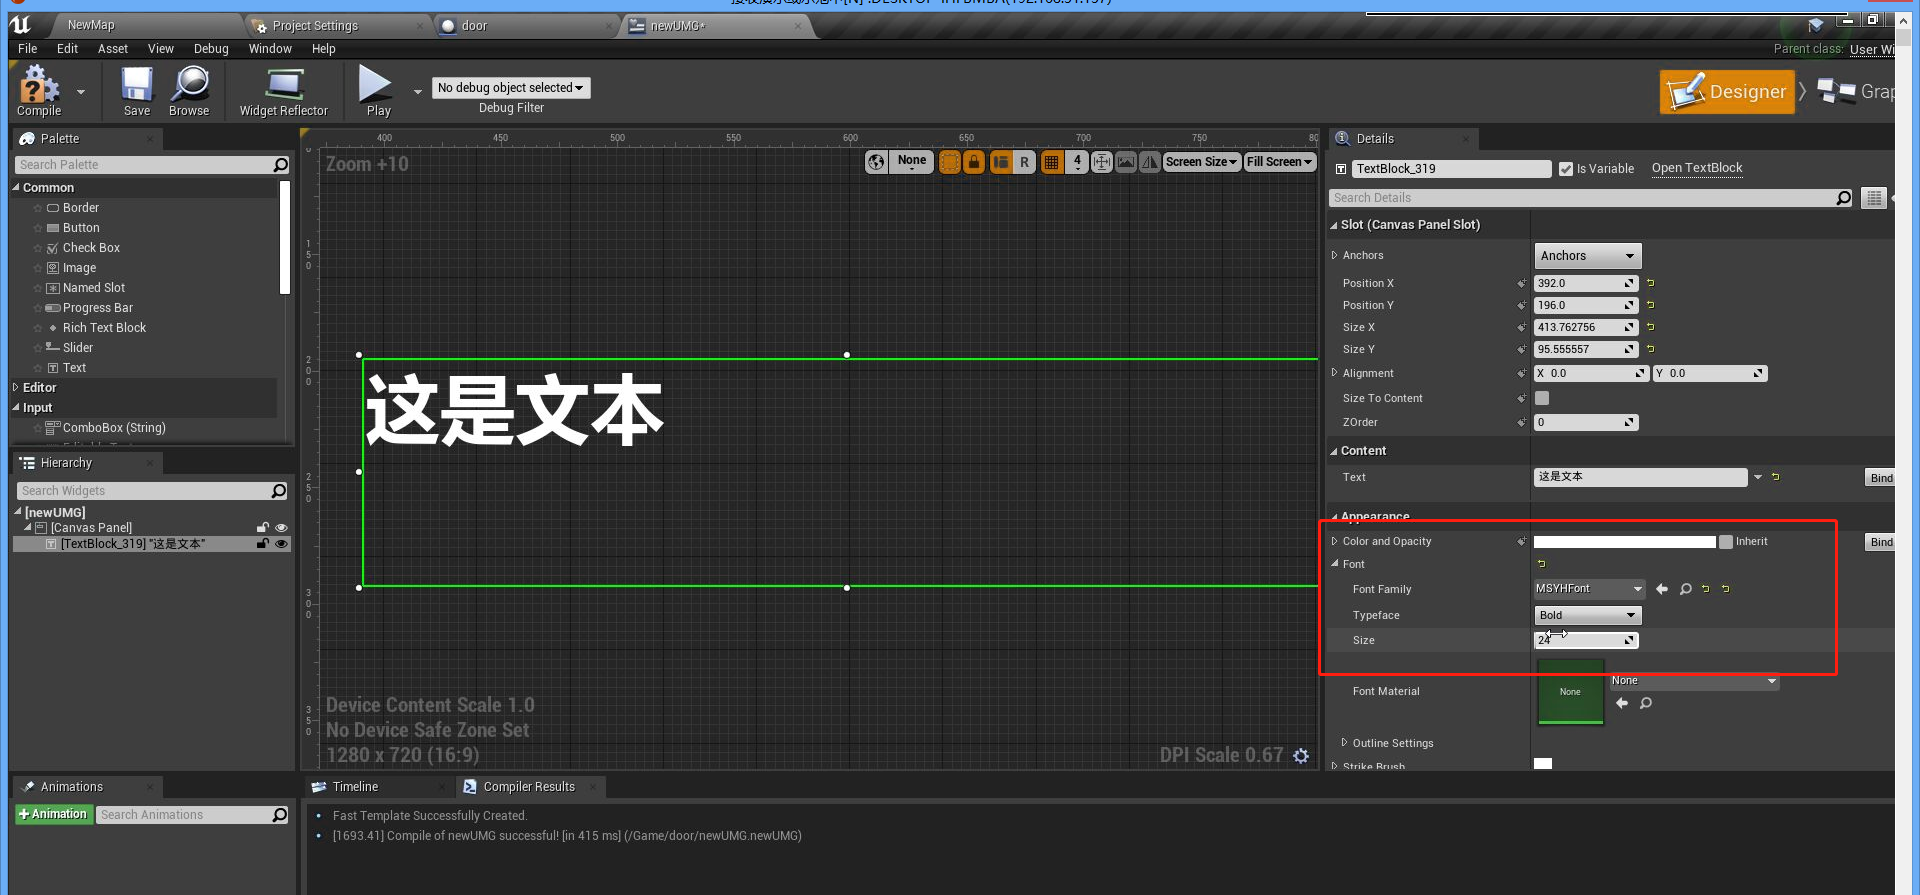 NewMap
Project Settings
door
newUMG*
File Edit Asset View Debug Window Help
Parent class: User Wi
Compile
Save
Browse
Widget Reflector
Play
No debug object selected
Debug Filter
Designer
Grap
Palette
Search Palette
Common
Border
Button
Check Box
Image
Named Slot
Progress Bar
Rich Text Block
Slider
Text
Editor
Input
ComboBox (String)
Hierarchy
Search Widgets
[newUMG]
[Canvas Panel]
[TextBlock_319] "这是文本"
Animations
Animation
Search Animations
400 450 500 550 600 650 700 750 80
Zoom +10
None
R
4
Screen Size
Fill Screen
150
200
250
300
350
这是文本
Device Content Scale 1.0
No Device Safe Zone Set
1280 x 720 (16:9)
DPI Scale 0.67
Timeline
Compiler Results
Fast Template Successfully Created.
[1693.41] Compile of newUMG successful! [in 415 ms] (/Game/door/newUMG.newUMG)
Details
TextBlock_319
Is Variable
Open TextBlock
Search Details
Slot (Canvas Panel Slot)
Anchors Anchors
Position X 392.0
Position Y 196.0
Size X 413.762756
Size Y 95.555557
Alignment X 0.0 Y 0.0
Size To Content
ZOrder 0
Content
Text 这是文本 Bind
Appearance
Color and Opacity Inherit Bind
Font
Font Family MSYHFont
Typeface Bold
Size 24
Font Material None None
Outline Settings
Strike Brush